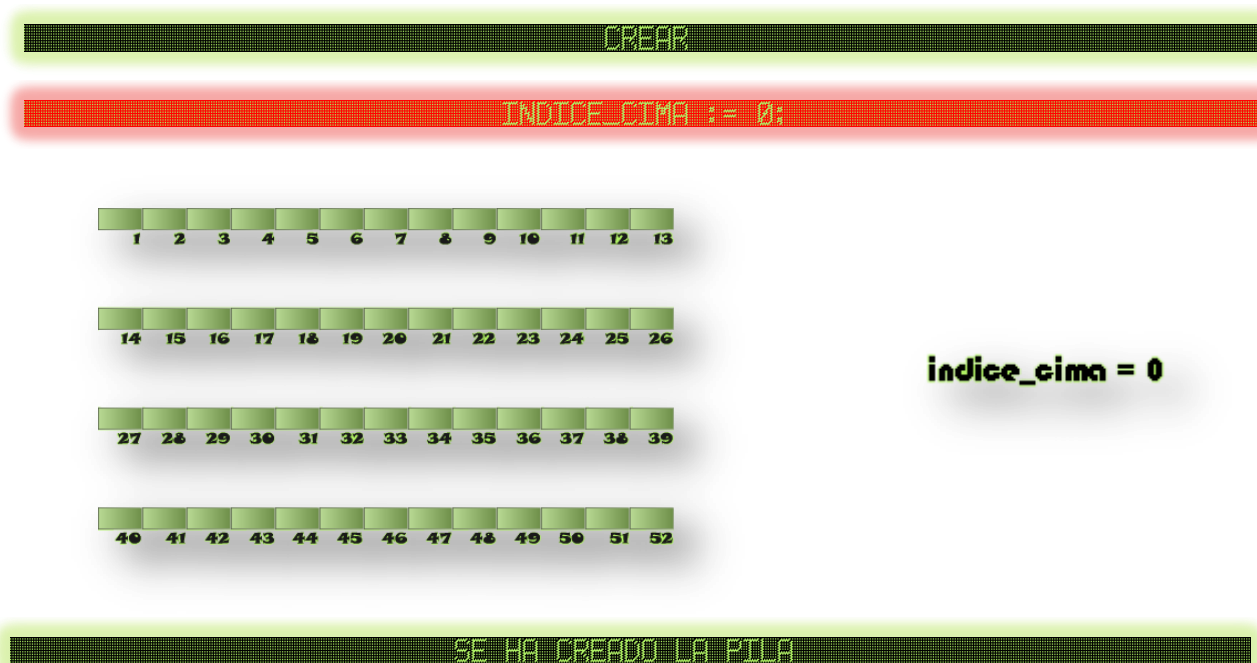 CREAR
INDICE_CIMA := 0;
1 2 3 4 5 6 7 8 9 10 11 12 13
14 15 16 17 18 19 20 21 22 23 24 25 26
indice_cima = 0
27 28 29 30 31 32 33 34 35 36 37 38 39
40 41 42 43 44 45 46 47 48 49 50 51 52
SE HA CREADO LA PILA